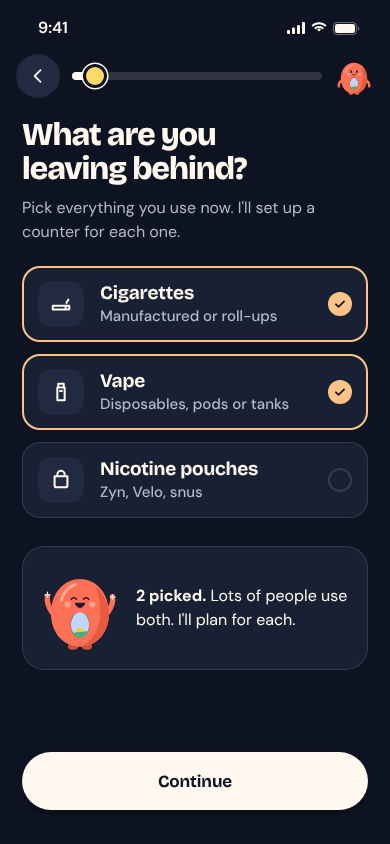 9:41
What are you
leaving behind?
Pick everything you use now. I'll set up a
counter for each one.
Cigarettes
Manufactured or roll-ups
Vape
Disposables, pods or tanks
Nicotine pouches
Zyn, Velo, snus
2 picked. Lots of people use
both. I'll plan for each.
Continue